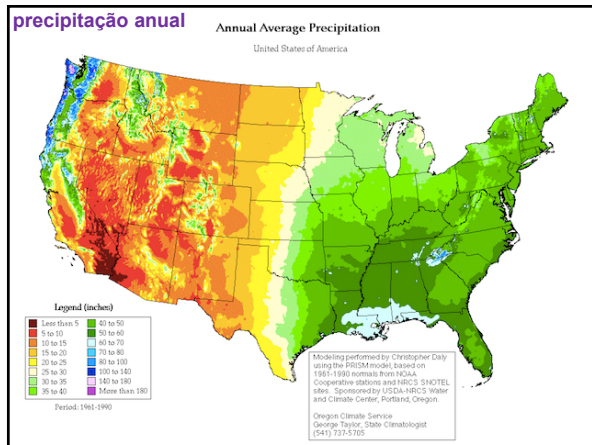 precipitação anual
Annual Average Precipitation
United States of America
Legend (inches)
Less than 5
5 to 10
10 to 15
15 to 20
20 to 25
25 to 30
30 to 35
35 to 40
40 to 50
50 to 60
60 to 70
70 to 80
80 to 100
100 to 140
140 to 180
More than 180
Period: 1961-1990
Modeling performed by Christopher Daly
using the PRISM model, based on
1961-1990 normals from NOAA
Cooperative stations and NRCS SNOTEL
sites. Sponsored by USDA-NRCS Water
and Climate Center, Portland, Oregon.
Oregon Climate Service
George Taylor, State Climatologist
(541) 737-5705